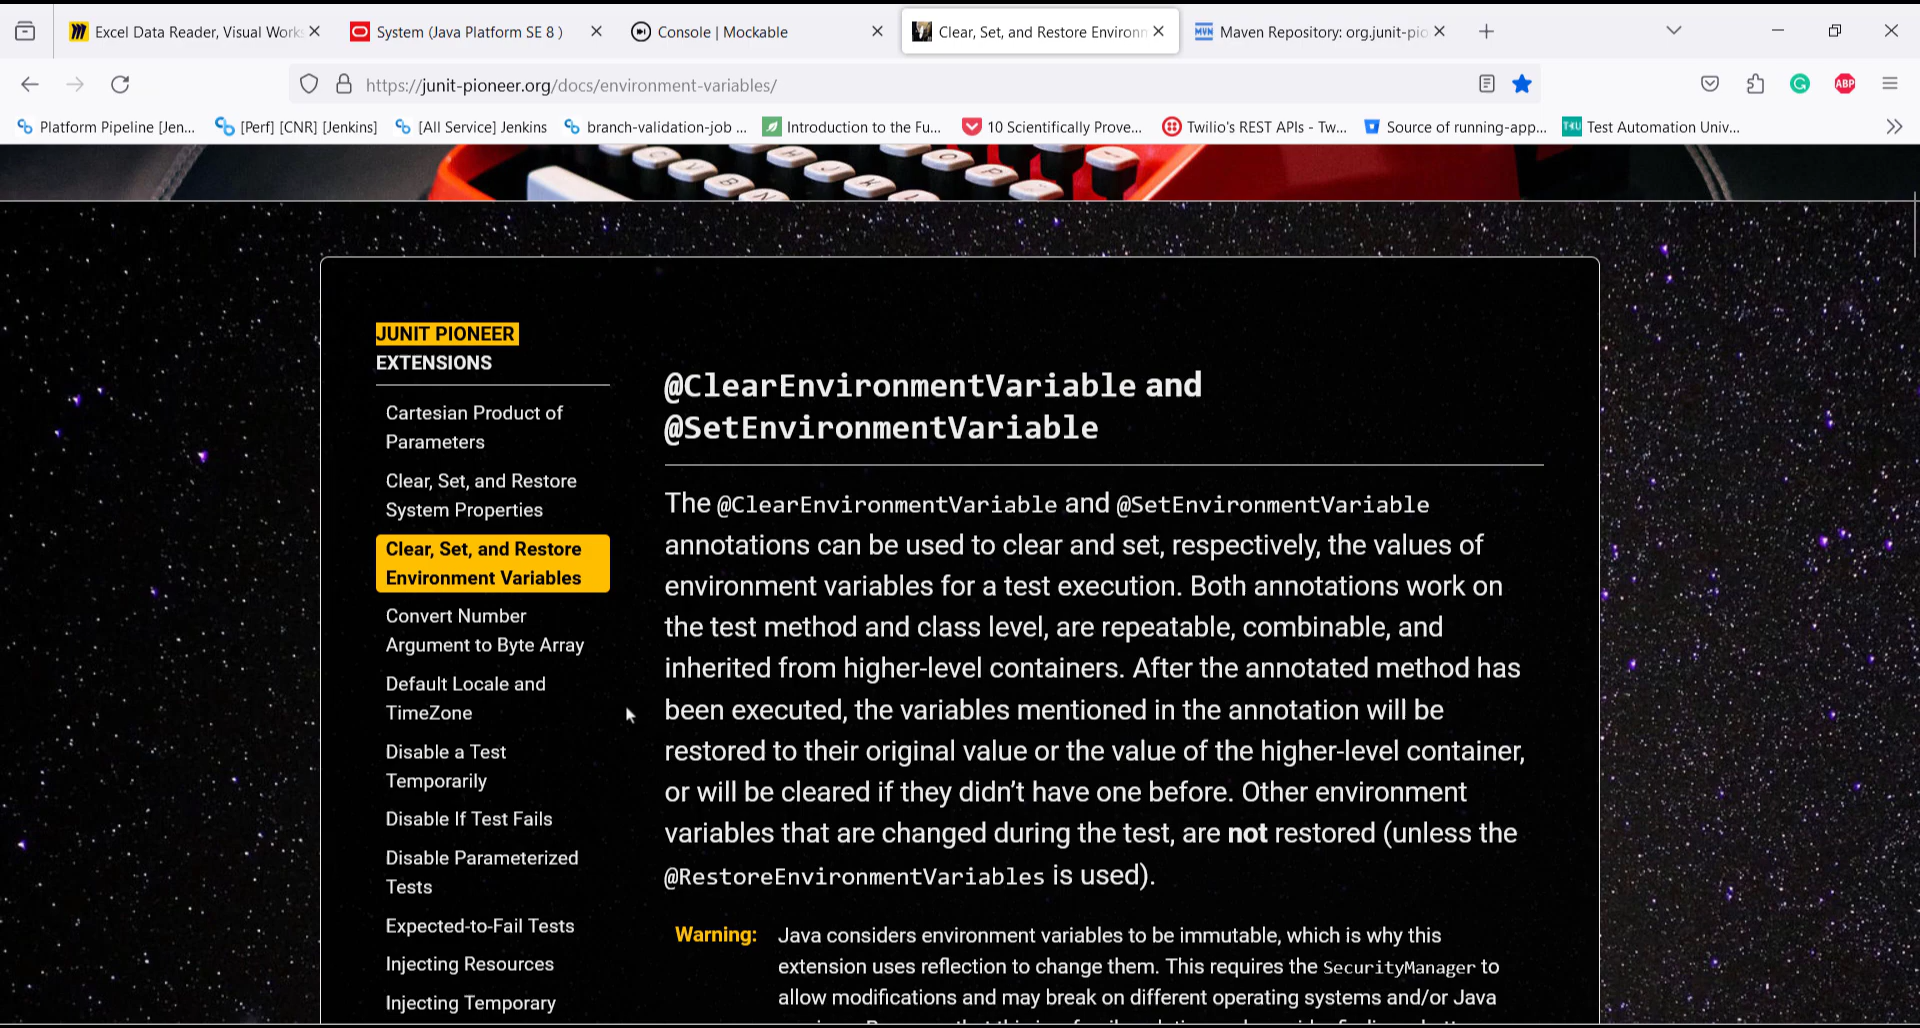 Excel Data Reader, Visual Works
System (Java Platform SE 8 )
Console | Mockable
Clear, Set, and Restore Environm
Maven Repository: org.junit-pio
https://junit-pioneer.org/docs/environment-variables/
ABP
Platform Pipeline [Jen...
[Perf] [CNR] [Jenkins]
[All Service] Jenkins
branch-validation-job ...
Introduction to the Fu...
10 Scientifically Prove...
Twilio's REST APIs - Tw...
Source of running-app...
Test Automation Univ...
JUNIT PIONEER
EXTENSIONS
Cartesian Product of
Parameters
Clear, Set, and Restore
System Properties
Clear, Set, and Restore
Environment Variables
Convert Number
Argument to Byte Array
Default Locale and
TimeZone
Disable a Test
Temporarily
Disable If Test Fails
Disable Parameterized
Tests
Expected-to-Fail Tests
Injecting Resources
Injecting Temporary
@ClearEnvironmentVariable and
@SetEnvironmentVariable
The @ClearEnvironmentVariable and @SetEnvironmentVariable
annotations can be used to clear and set, respectively, the values of
environment variables for a test execution. Both annotations work on
the test method and class level, are repeatable, combinable, and
inherited from higher-level containers. After the annotated method has
been executed, the variables mentioned in the annotation will be
restored to their original value or the value of the higher-level container,
or will be cleared if they didn't have one before. Other environment
variables that are changed during the test, are not restored (unless the
@RestoreEnvironmentVariables is used).
Warning: Java considers environment variables to be immutable, which is why this
extension uses reflection to change them. This requires the SecurityManager to
allow modifications and may break on different operating systems and/or Java